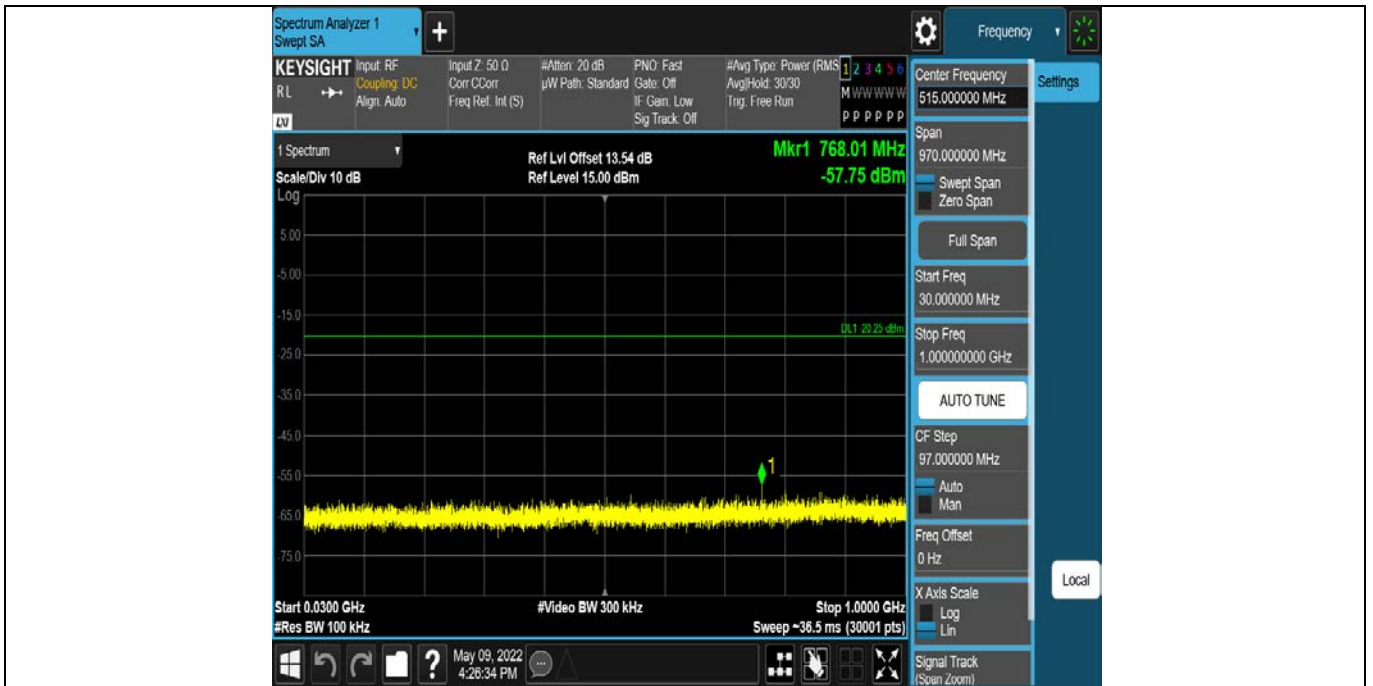 Spectrum Analyzer 1
Swept SA
+
Frequency
KEYSIGHT
RL
LXI
Input: RF
Coupling: DC
Align: Auto
Input Z: 50 Ω
Corr CCorr
Freq Ref: Int (S)
#Atten: 20 dB
µW Path: Standard
PNO: Fast
Gate: Off
IF Gain: Low
Sig Track: Off
#Avg Type: Power (RMS
Avg|Hold: 30/30
Trig: Free Run
1 2 3 4 5 6
M W W W W W
P P P P P P
1 Spectrum
Scale/Div 10 dB
Ref Lvl Offset 13.54 dB
Ref Level 15.00 dBm
Mkr1 768.01 MHz
-57.75 dBm
Log
5.00
-5.00
-15.0
DL1 -20.25 dBm
-25.0
-35.0
-45.0
1
-55.0
-65.0
-75.0
Start 0.0300 GHz
#Video BW 300 kHz
Stop 1.0000 GHz
#Res BW 100 kHz
Sweep ~36.5 ms (30001 pts)
?
May 09, 2022
4:26:34 PM
Center Frequency
515.000000 MHz
Span
970.000000 MHz
Swept Span
Zero Span
Full Span
Start Freq
30.000000 MHz
Stop Freq
1.000000000 GHz
AUTO TUNE
CF Step
97.000000 MHz
Auto
Man
Freq Offset
0 Hz
X Axis Scale
Log
Lin
Signal Track
(Span Zoom)
Settings
Local